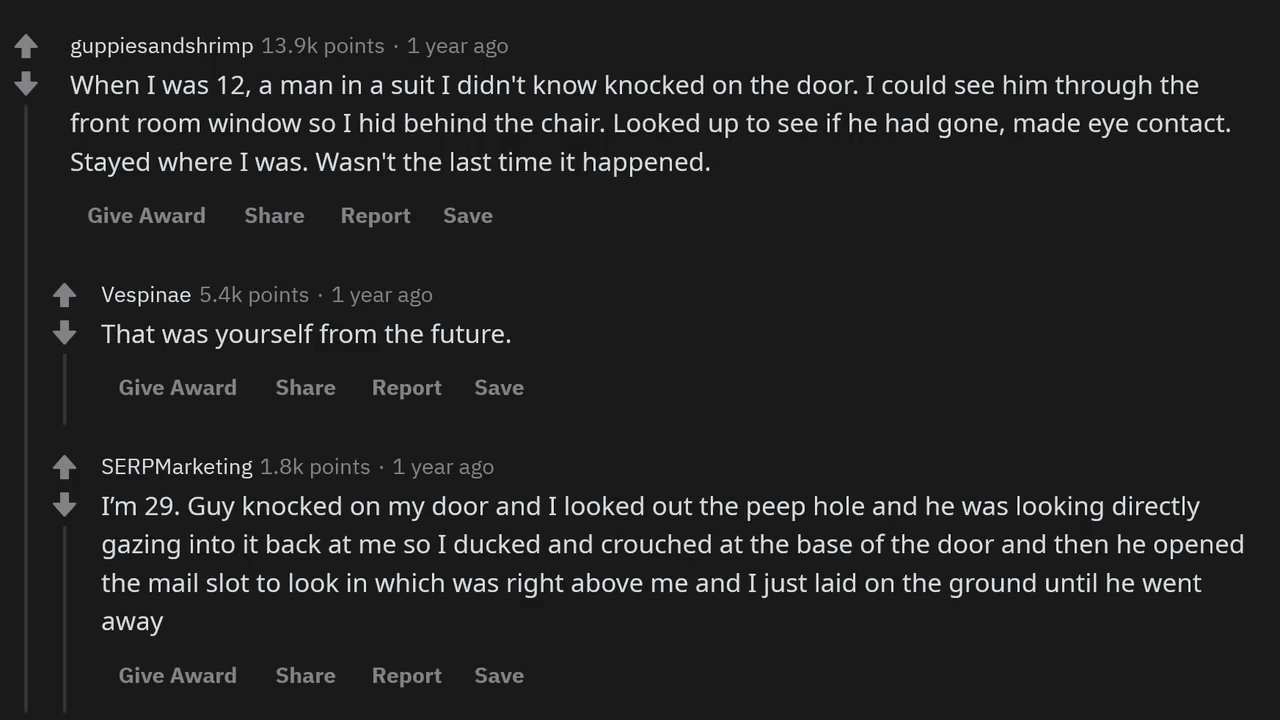 guppiesandshrimp 13.9k points · 1 year ago
When I was 12, a man in a suit I didn't know knocked on the door. I could see him through the
front room window so I hid behind the chair. Looked up to see if he had gone, made eye contact.
Stayed where I was. Wasn't the last time it happened.
Give Award Share Report Save
Vespinae 5.4k points · 1 year ago
That was yourself from the future.
Give Award Share Report Save
SERPMarketing 1.8k points · 1 year ago
I’m 29. Guy knocked on my door and I looked out the peep hole and he was looking directly
gazing into it back at me so I ducked and crouched at the base of the door and then he opened
the mail slot to look in which was right above me and I just laid on the ground until he went
away
Give Award Share Report Save